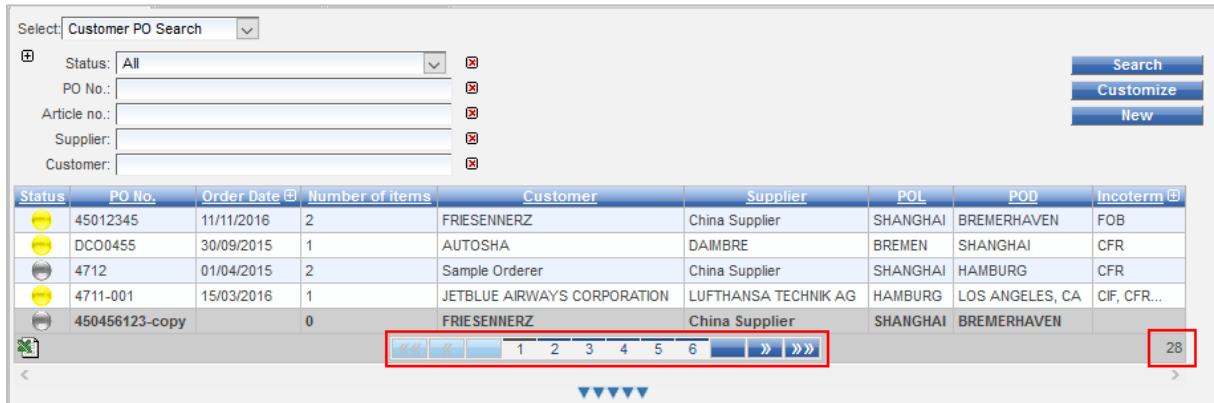 Select: Customer PO Search
Status: All
Search
PO No.:
Customize
Article no.:
New
Supplier:
Customer:
Status PO No. Order Date Number of items Customer Supplier POL POD Incoterm
45012345 11/11/2016 2 FRIESENNERZ China Supplier SHANGHAI BREMERHAVEN FOB
DCO0455 30/09/2015 1 AUTOSHA DAIMBRE BREMEN SHANGHAI CFR
4712 01/04/2015 2 Sample Orderer China Supplier SHANGHAI HAMBURG CFR
4711-001 15/03/2016 1 JETBLUE AIRWAYS CORPORATION LUFTHANSA TECHNIK AG HAMBURG LOS ANGELES, CA CIF, CFR...
450456123-copy 0 FRIESENNERZ China Supplier SHANGHAI BREMERHAVEN
«« « 1 2 3 4 5 6 » »» 28